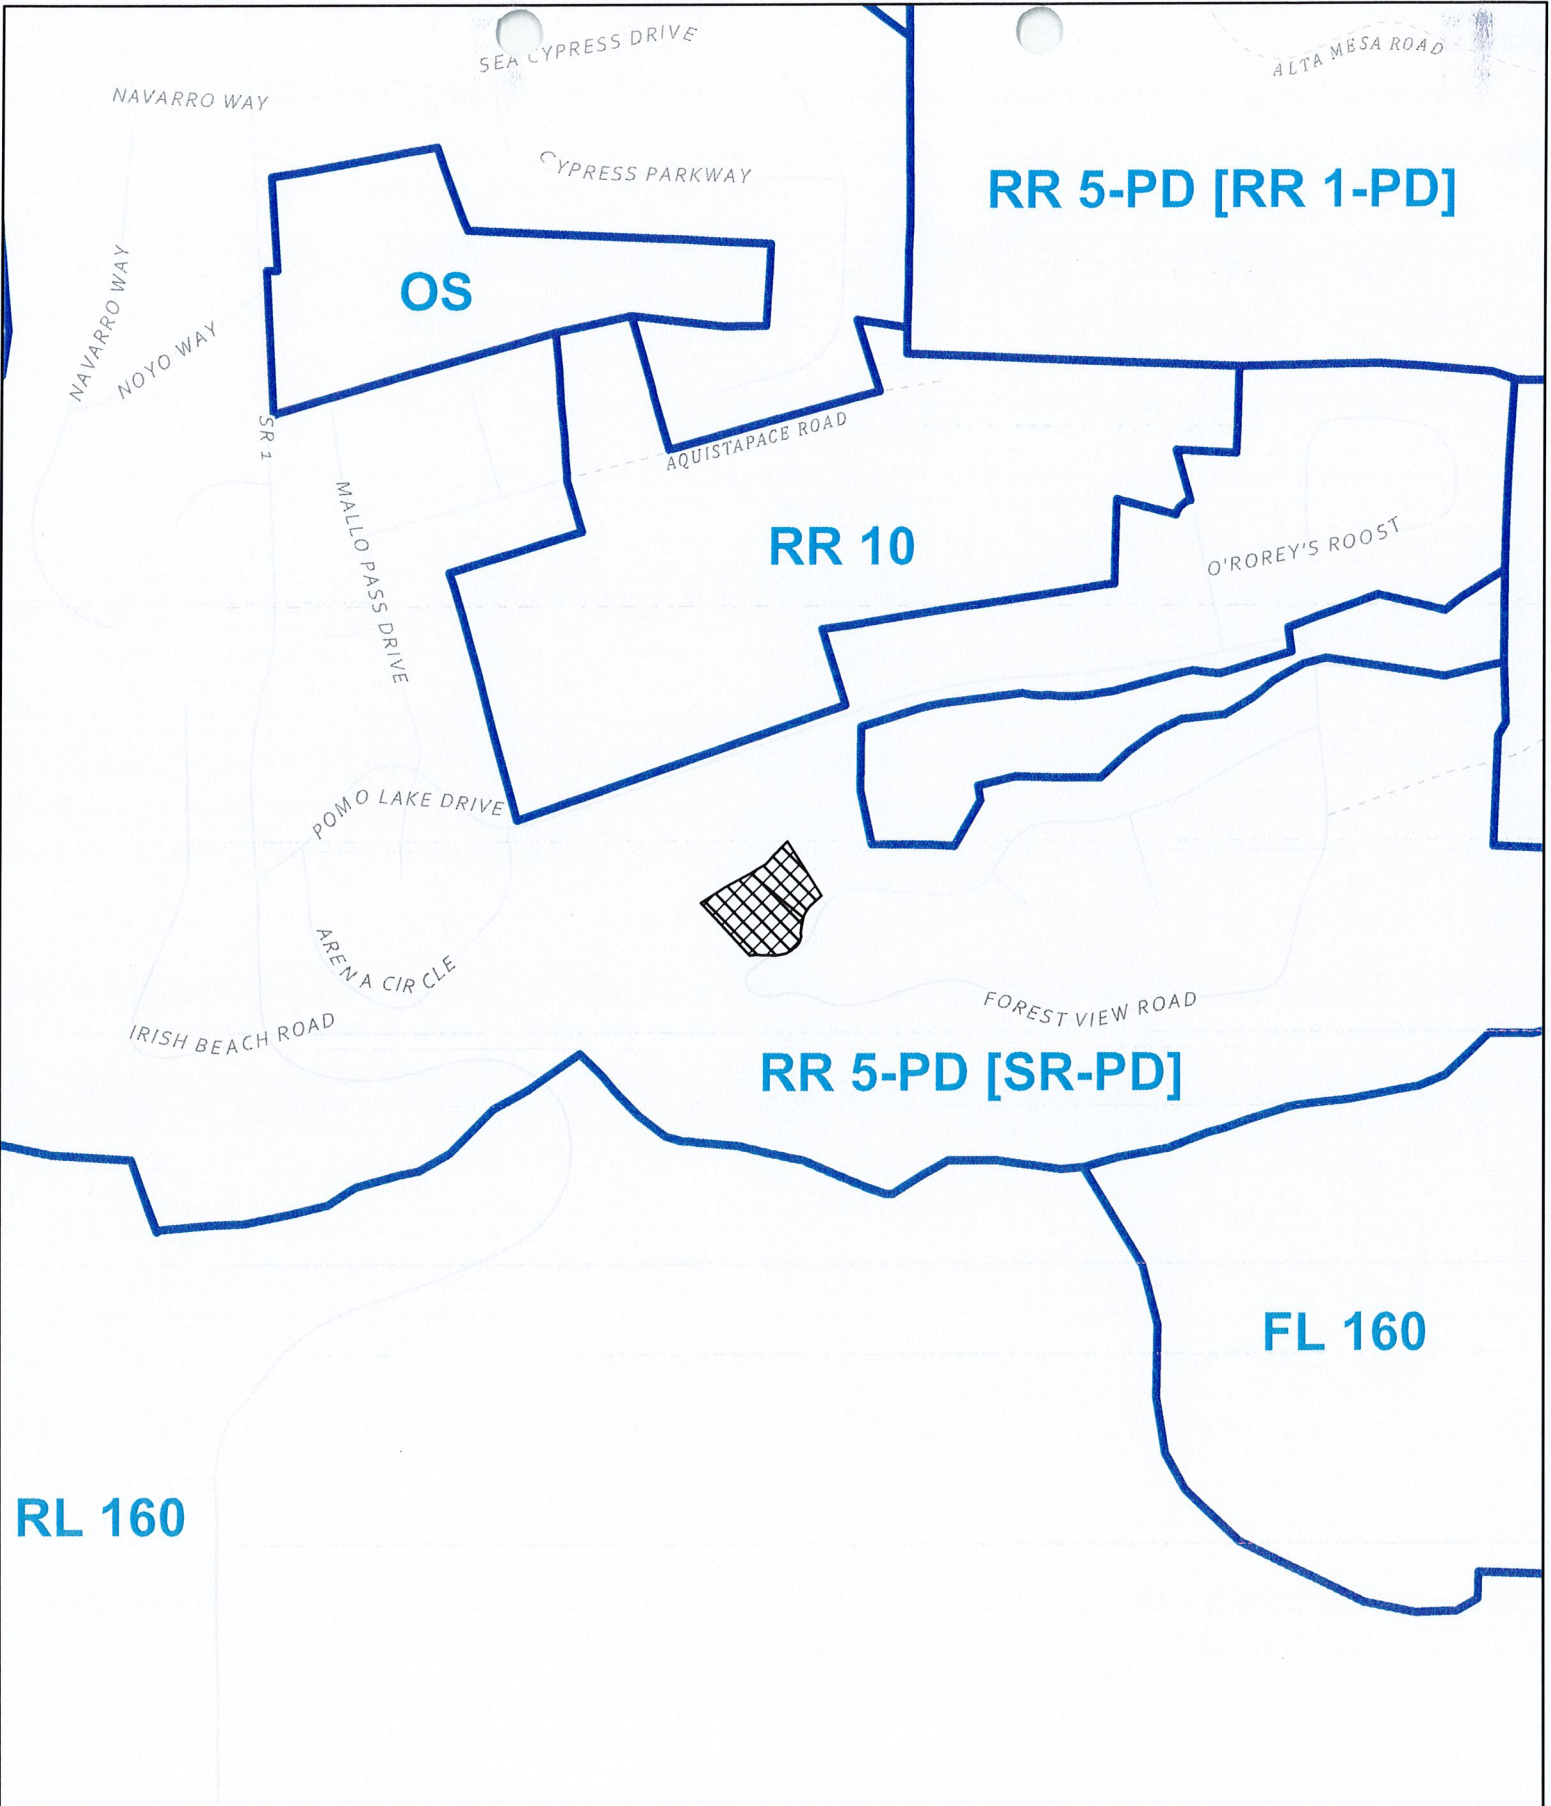 SEA CYPRESS DRIVE
ALTA MESA ROAD
NAVARRO WAY
CYPRESS PARKWAY
RR 5-PD [RR 1-PD]
OS
NAVARRO WAY
NOYO WAY
SR 1
AQUISTAPACE ROAD
MALLO PASS DRIVE
RR 10
O'ROREY'S ROOST
POMO LAKE DRIVE
ARENA CIRCLE
FOREST VIEW ROAD
IRISH BEACH ROAD
RR 5-PD [SR-PD]
FL 160
RL 160